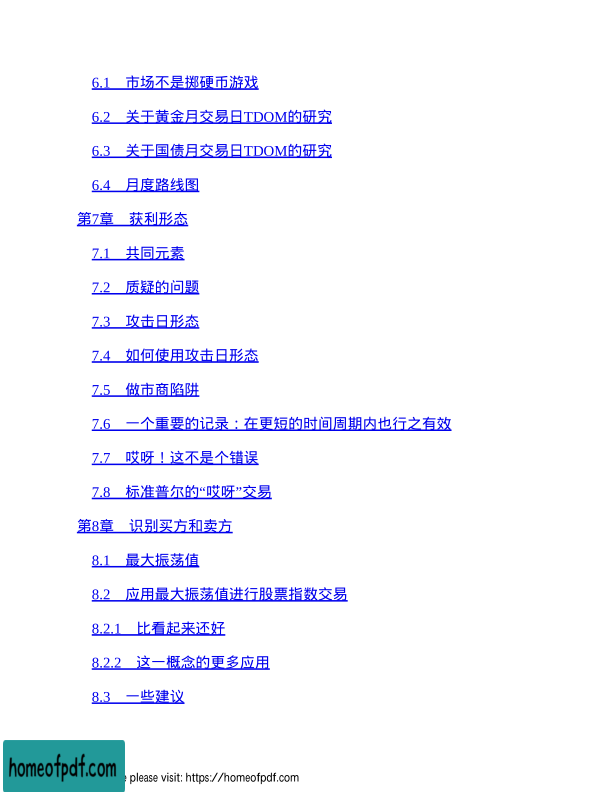 6.1 市场不是掷硬币游戏
6.2 关于黄金月交易日TDOM的研究
6.3 关于国债月交易日TDOM的研究
6.4 月度路线图
第7章 获利形态
7.1 共同元素
7.2 质疑的问题
7.3 攻击日形态
7.4 如何使用攻击日形态
7.5 做市商陷阱
7.6 一个重要的记录：在更短的时间周期内也行之有效
7.7 哎呀！这不是个错误
7.8 标准普尔的“哎呀”交易
第8章 识别买方和卖方
8.1 最大振荡值
8.2 应用最大振荡值进行股票指数交易
8.2.1 比看起来还好
8.2.2 这一概念的更多应用
8.3 一些建议
homeofpdf.com
please visit: https://homeofpdf.com